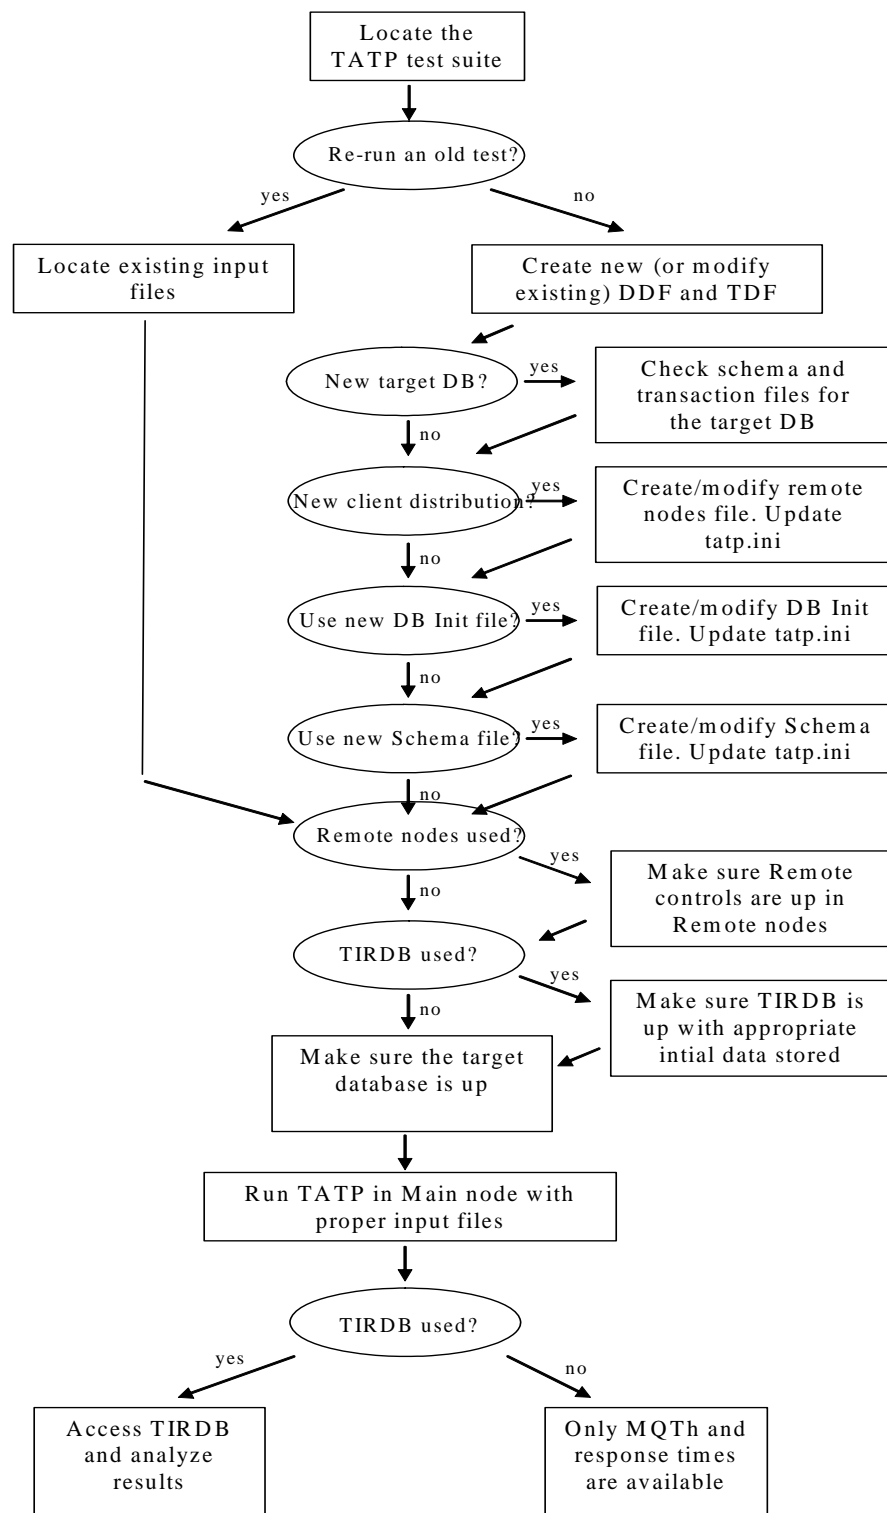 Locate the
TATP test suite
Re-run an old test?
yes
no
Locate existing input
files
Create new (or modify
existing) DDF and TDF
New target DB?
yes
Check schema and
transaction files for
the target DB
no
New client distribution?
yes
Create/modify remote
nodes file. Update
tatp.ini
no
Use new DB Init file?
yes
Create/modify DB Init
file. Update tatp.ini
no
Use new Schema file?
yes
Create/modify Schema
file. Update tatp.ini
no
Remote nodes used?
yes
Make sure Remote
controls are up in
Remote nodes
no
TIRDB used?
yes
Make sure TIRDB is
up with appropriate
intial data stored
no
Make sure the target
database is up
Run TATP in Main node with
proper input files
TIRDB used?
yes
no
Access TIRDB
and analyze
results
Only MQTh and
response times
are available